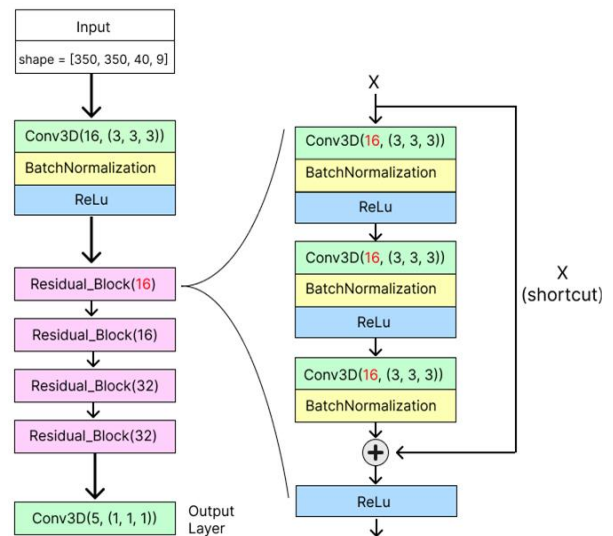 Input
shape = [350, 350, 40, 9]
Conv3D(16, (3, 3, 3))
BatchNormalization
ReLu
Residual_Block(16)
Residual_Block(16)
Residual_Block(32)
Residual_Block(32)
Conv3D(5, (1, 1, 1))
Output
Layer
X
Conv3D(16, (3, 3, 3))
BatchNormalization
ReLu
Conv3D(16, (3, 3, 3))
BatchNormalization
ReLu
Conv3D(16, (3, 3, 3))
BatchNormalization
+
ReLu
X
(shortcut)